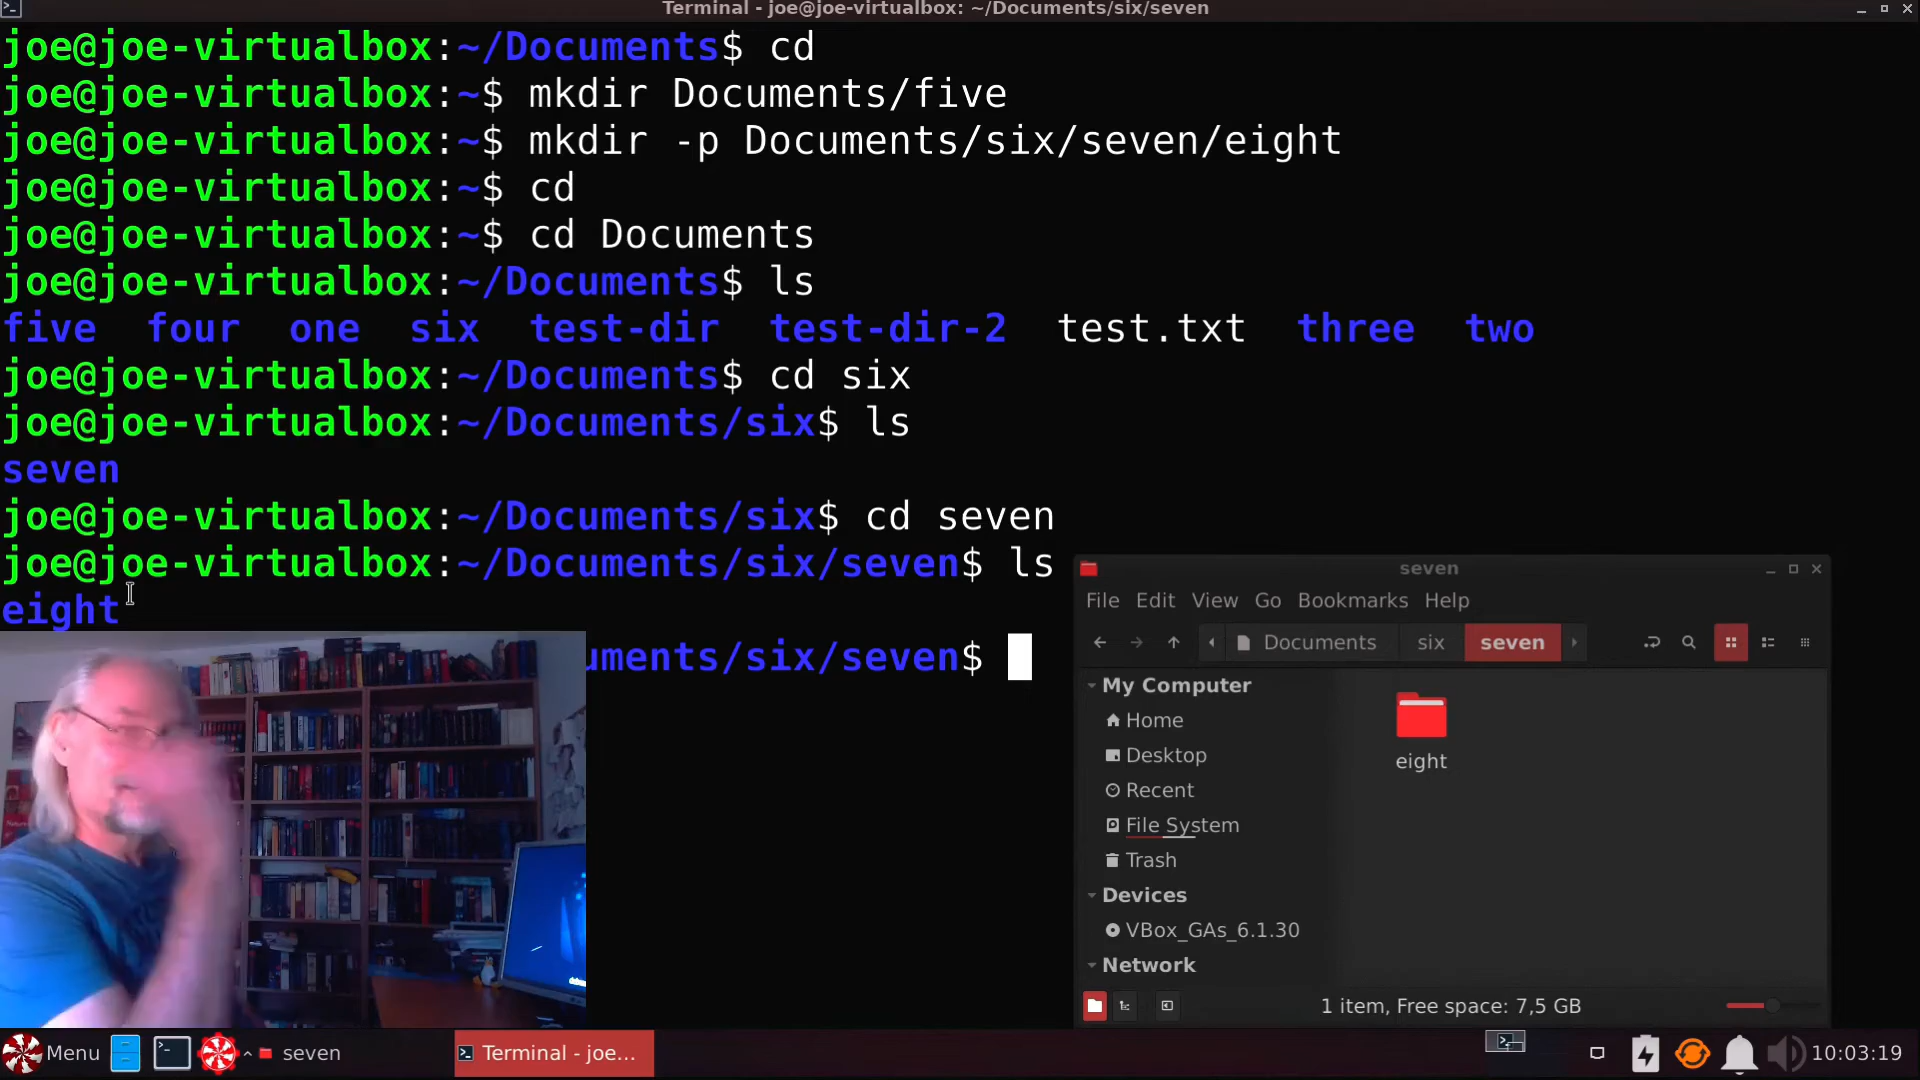 Terminal - joe@joe-virtualbox: ~/Documents/six/seven
joe@joe-virtualbox:~/Documents$ cd
joe@joe-virtualbox:~$ mkdir Documents/five
joe@joe-virtualbox:~$ mkdir -p Documents/six/seven/eight
joe@joe-virtualbox:~$ cd
joe@joe-virtualbox:~$ cd Documents
joe@joe-virtualbox:~/Documents$ ls
five four one six test-dir test-dir-2 test.txt three two
joe@joe-virtualbox:~/Documents$ cd six
joe@joe-virtualbox:~/Documents/six$ ls
seven
joe@joe-virtualbox:~/Documents/six$ cd seven
joe@joe-virtualbox:~/Documents/six/seven$ ls
eight
uments/six/seven$
seven
File Edit View Go Bookmarks Help
Documents six seven
My Computer
Home
Desktop
Recent
File System
Trash
Devices
VBox_GAs_6.1.30
Network
eight
1 item, Free space: 7,5 GB
Menu
seven
Terminal - joe...
10:03:19